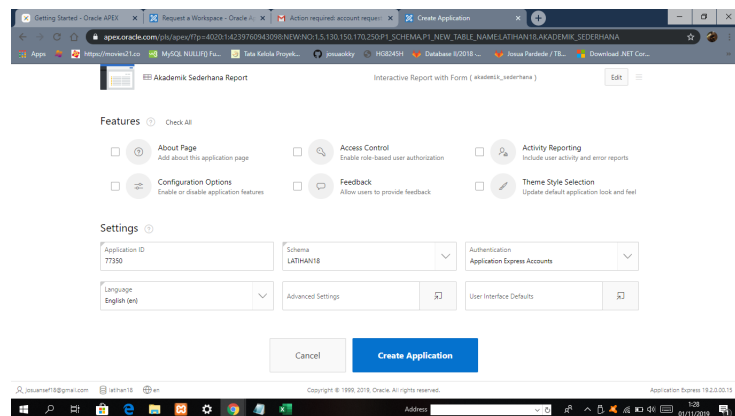 Getting Started - Oracle APEX
Request a Workspace - Oracle Ap
Action required: account request
Create Application
apex.oracle.com/pls/apex/f?p=4020:1:4239760943098:NEW:NO:1.5.130.150.170.250:P1_SCHEMA,P1_NEW_TABLE_NAME:LATIHAN18,AKADEMIK_SEDERHANA
Apps
https://movies21.co
MySQL NULLIF() Fu...
Tata Kelola Proyek...
josuaokky
HG8245H
Database II/2018 -...
Josua Pardede / TB...
Download .NET Cor...
Akademik Sederhana Report
Interactive Report with Form ( akademik_sederhana )
Edit
Features
Check All
About Page
Add about this application page
Access Control
Enable role-based user authorization
Activity Reporting
Include user activity and error reports
Configuration Options
Enable or disable application features
Feedback
Allow users to provide feedback
Theme Style Selection
Update default application look and feel
Settings
Application ID
77350
Schema
LATIHAN18
Authentication
Application Express Accounts
Language
English (en)
Advanced Settings
User Interface Defaults
Cancel
Create Application
josuansef18@gmail.com
latihan18
en
Copyright © 1999, 2019, Oracle. All rights reserved.
Application Express 19.2.0.00.15
Address
1:28
01/11/2019